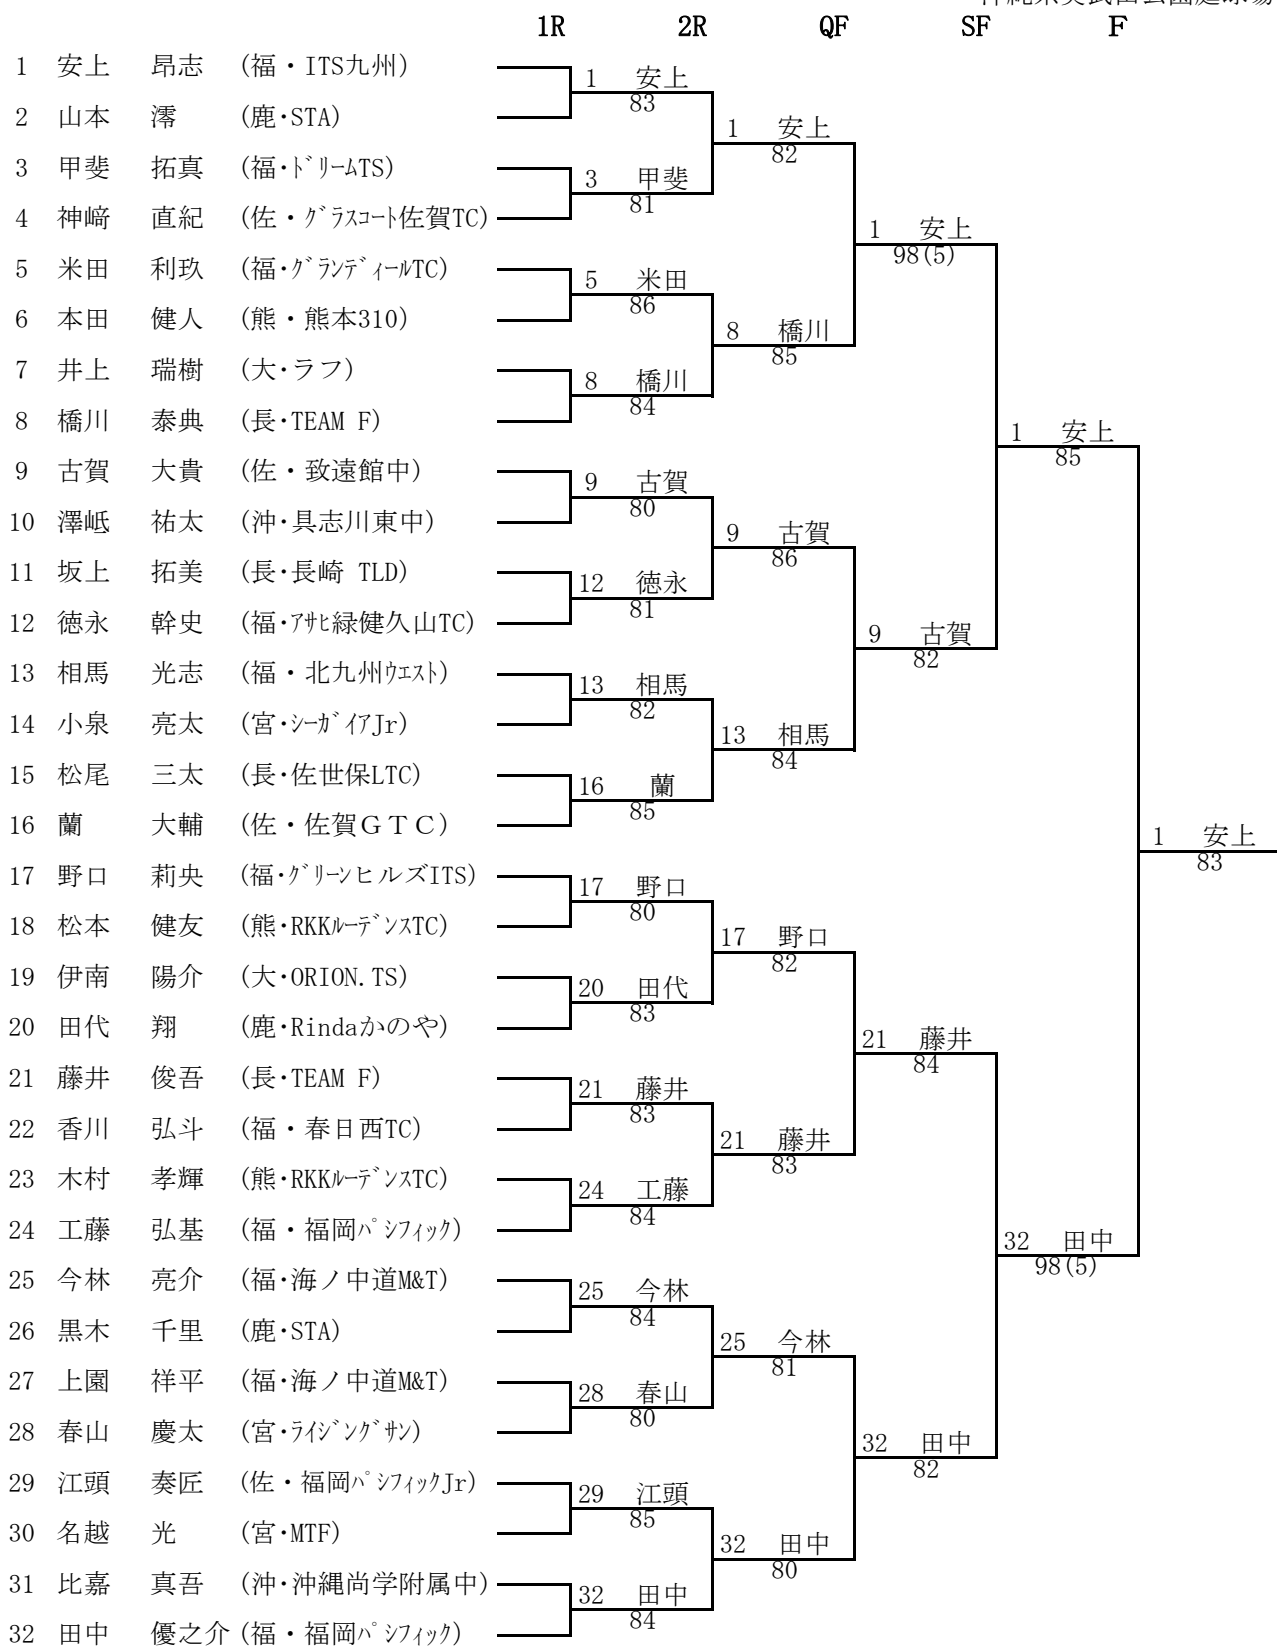 1R 2R QF SF F
1 安上 昂志 (福・ITS九州)
1 安上
83
2 山本 澪 (鹿・STA)
1 安上
82
3 甲斐 拓真 (福・ドリームTS)
3 甲斐
81
4 神﨑 直紀 (佐・グラスコート佐賀TC)
1 安上
98(5)
5 米田 利玖 (福・グランディールTC)
5 米田
86
6 本田 健人 (熊・熊本310)
8 橋川
85
7 井上 瑞樹 (大・ラフ)
8 橋川
84
8 橋川 泰典 (長・TEAM F)
1 安上
85
9 古賀 大貴 (佐・致遠館中)
9 古賀
80
10 澤岻 祐太 (沖・具志川東中)
9 古賀
86
11 坂上 拓美 (長・長崎 TLD)
12 徳永
81
12 徳永 幹史 (福・アサヒ緑健久山TC)
9 古賀
82
13 相馬 光志 (福・北九州ウエスト)
13 相馬
82
14 小泉 亮太 (宮・シーガイアJr)
13 相馬
84
15 松尾 三太 (長・佐世保LTC)
16 蘭
85
16 蘭 大輔 (佐・佐賀GTC)
1 安上
83
17 野口 莉央 (福・グリーンヒルズITS)
17 野口
80
18 松本 健友 (熊・RKKルーデンスTC)
17 野口
82
19 伊南 陽介 (大・ORION.TS)
20 田代
83
20 田代 翔 (鹿・Rindaかのや)
21 藤井
84
21 藤井 俊吾 (長・TEAM F)
21 藤井
83
22 香川 弘斗 (福・春日西TC)
21 藤井
83
23 木村 孝輝 (熊・RKKルーデンスTC)
24 工藤
84
24 工藤 弘基 (福・福岡パシフィック)
32 田中
98(5)
25 今林 亮介 (福・海ノ中道M&T)
25 今林
84
26 黒木 千里 (鹿・STA)
25 今林
81
27 上園 祥平 (福・海ノ中道M&T)
28 春山
80
28 春山 慶太 (宮・ライジングサン)
32 田中
82
29 江頭 奏匠 (佐・福岡パシフィックJr)
29 江頭
85
30 名越 光 (宮・MTF)
32 田中
80
31 比嘉 真吾 (沖・沖縄尚学附属中)
32 田中
84
32 田中 優之介 (福・福岡パシフィック)